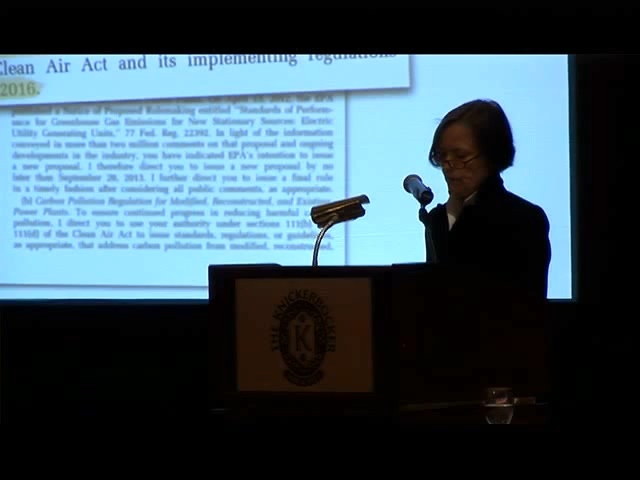 Clean Air Act and its implementing regulations
2016.
a Notice of Proposed Rulemaking entitled "Standards of Perform-
ance for Greenhouse Gas Emissions for New Stationary Sources: Electric
Utility Generating Units," 77 Fed. Reg. 22392. In light of the information
conveyed in more than two million comments on that proposal and ongoing
developments in the industry, you have indicated EPA's intention to issue
a new proposal. I therefore direct you to issue a new proposal by no
later than September 20, 2013. I further direct you to issue a final rule
in a timely fashion after considering all public comments, as appropriate.
(b) Carbon Pollution Regulation for Modified, Reconstructed, and Existing
Power Plants. To ensure continued progress in reducing harmful
pollution, I direct you to use your authority under sections 111(b)
111(d) of the Clean Air Act to issue standards, regulations, or guidelines,
as appropriate, that address carbon pollution from modified, reconstructed,
THE KNICKERBOCKER
K